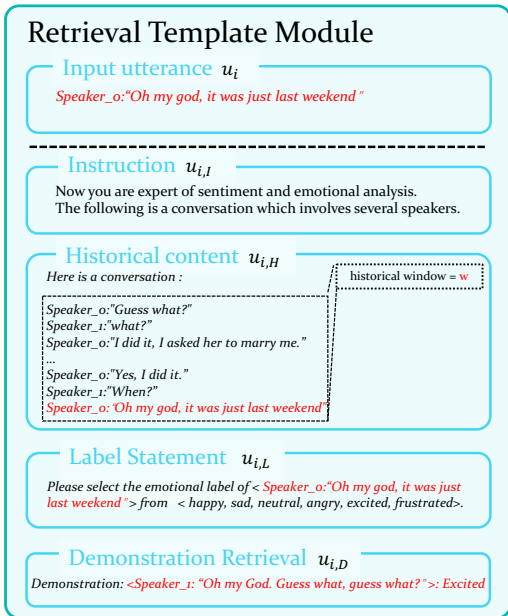 Retrieval Template Module
Input utterance u_i
Speaker_0:“Oh my god, it was just last weekend”
Instruction u_{i,I}
Now you are expert of sentiment and emotional analysis.
The following is a conversation which involves several speakers.
Historical content u_{i,H}
Here is a conversation :
historical window = w
Speaker_0:"Guess what?"
Speaker_1:"what?”
Speaker_0:"I did it, I asked her to marry me.”
...
Speaker_0:"Yes, I did it.”
Speaker_1:"When?”
Speaker_0:“Oh my god, it was just last weekend”
Label Statement u_{i,L}
Please select the emotional label of < Speaker_0:“Oh my god, it was just
last weekend”> from < happy, sad, neutral, angry, excited, frustrated>.
Demonstration Retrieval u_{i,D}
Demonstration: <Speaker_1: “Oh my God. Guess what, guess what?”>: Excited